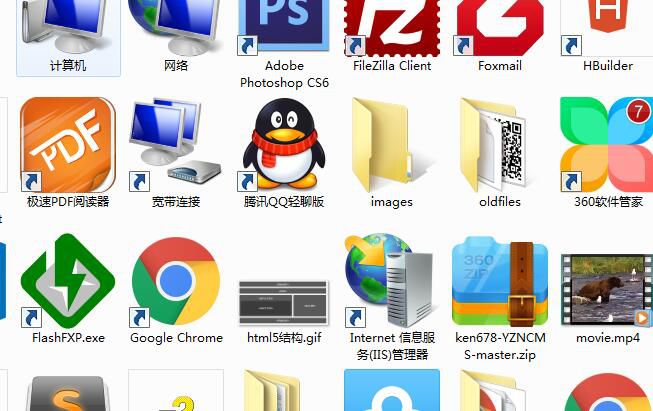 PS
计算机
网络
Adobe
Photoshop CS6
FileZilla Client
Foxmail
HBuilder
PDF
7
极速PDF阅读器
宽带连接
腾讯QQ轻聊版
images
oldfiles
360软件管家
360
ZIP
FlashFXP.exe
Google Chrome
html5结构.gif
Internet 信息服
务(IIS)管理器
ken678-YZNCM
S-master.zip
movie.mp4